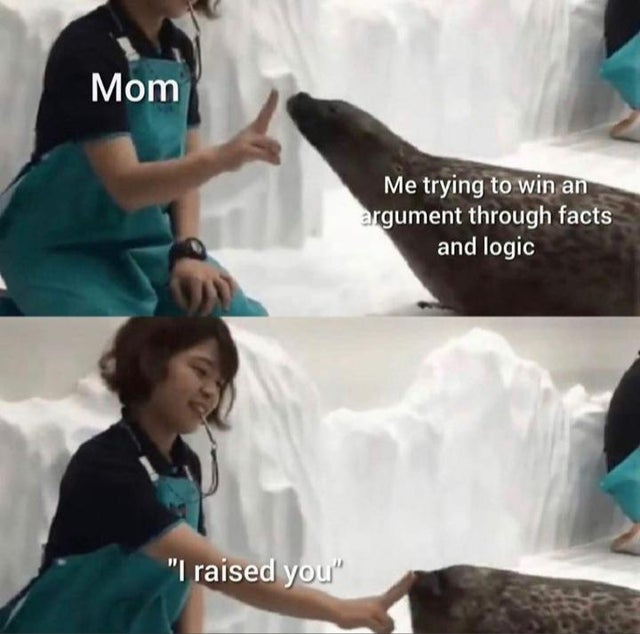 Mom
Me trying to win an
argument through facts
and logic
"I raised you"